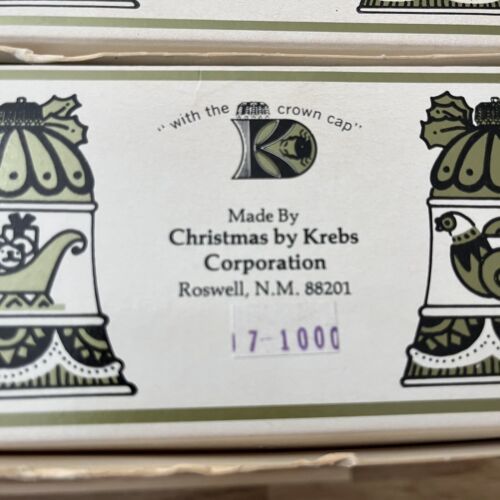 "with the crown cap"
K
Made By
Christmas by Krebs
Corporation
Roswell, N.M. 88201
17-1000